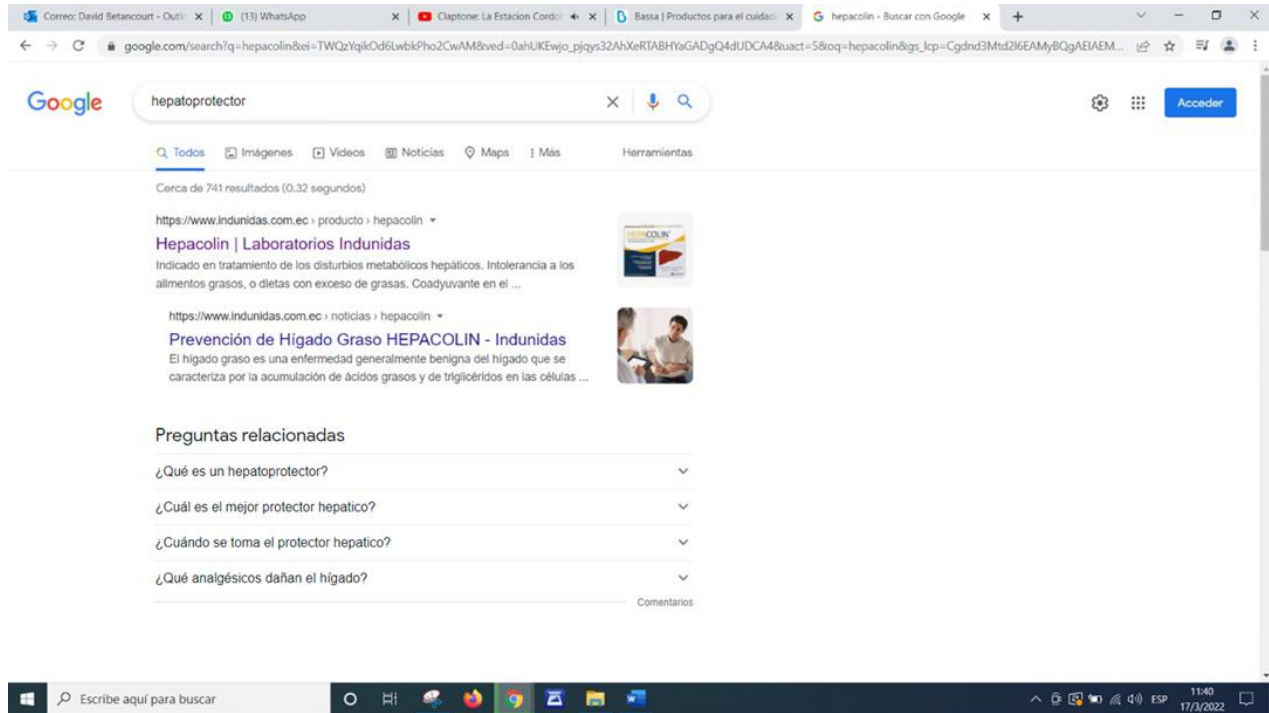 Correo: David Betancourt - Outlo
(13) WhatsApp
Claptone: La Estacion Cordob
Bassa | Productos para el cuidad
hepacolin - Buscar con Google
google.com/search?q=hepacolin&ei=TWQzYqikOd6LwbkPho2CwAM&ved=0ahUKEwjo_pjqys32AhXeRTABHYaGADgQ4dUDCA4&uact=5&oq=hepacolin&gs_lcp=Cgdnd3Mtd2l6EAMyBQgAEIAEM...
Google
hepatoprotector
Acceder
Todos
Imágenes
Videos
Noticias
Maps
Más
Herramientas
Cerca de 741 resultados (0.32 segundos)
https://www.indunidas.com.ec › producto › hepacolin
Hepacolin | Laboratorios Indunidas
Indicado en tratamiento de los disturbios metabólicos hepáticos. Intolerancia a los
alimentos grasos, o dietas con exceso de grasas. Coadyuvante en el ...
HEPACOLIN
https://www.indunidas.com.ec › noticias › hepacolin
Prevención de Hígado Graso HEPACOLIN - Indunidas
El hígado graso es una enfermedad generalmente benigna del hígado que se
caracteriza por la acumulación de ácidos grasos y de triglicéridos en las células ...
Preguntas relacionadas
¿Qué es un hepatoprotector?
¿Cuál es el mejor protector hepatico?
¿Cuándo se toma el protector hepatico?
¿Qué analgésicos dañan el hígado?
Comentarios
Escribe aquí para buscar
ESP
11:40
17/3/2022